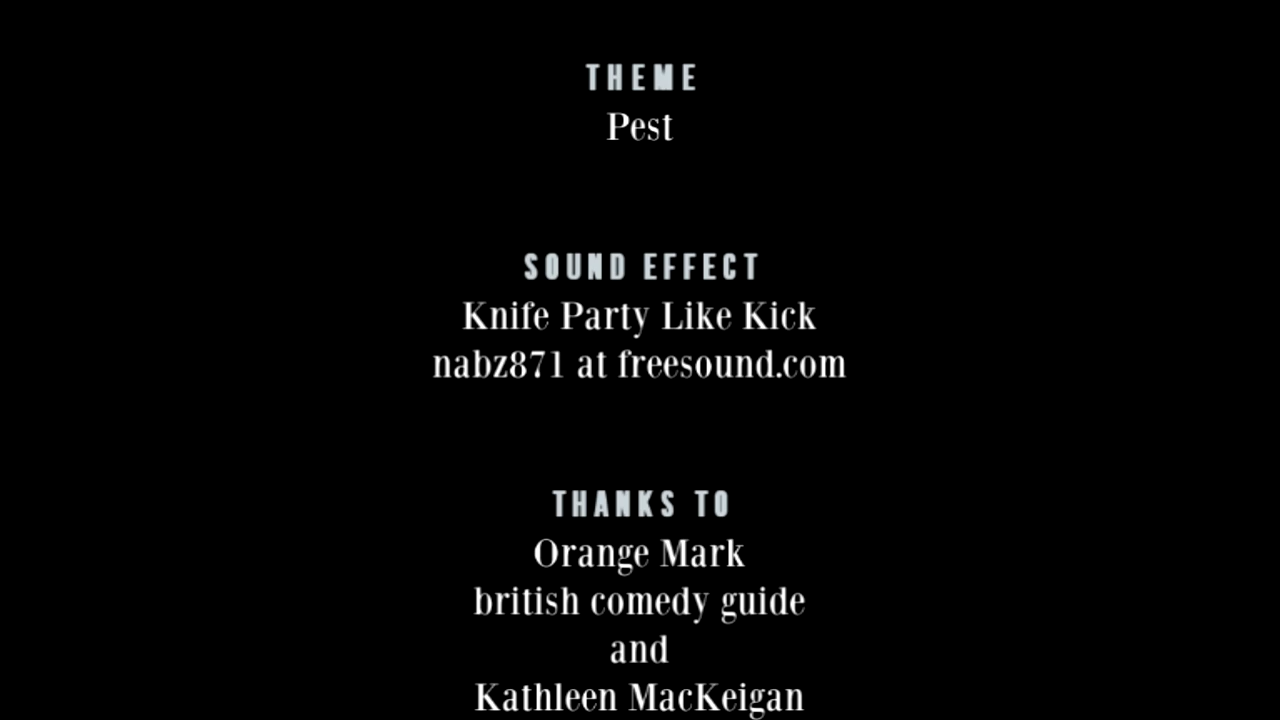 THEME
Pest
SOUND EFFECT
Knife Party Like Kick
nabz871 at freesound.com
THANKS TO
Orange Mark
british comedy guide
and
Kathleen MacKeigan